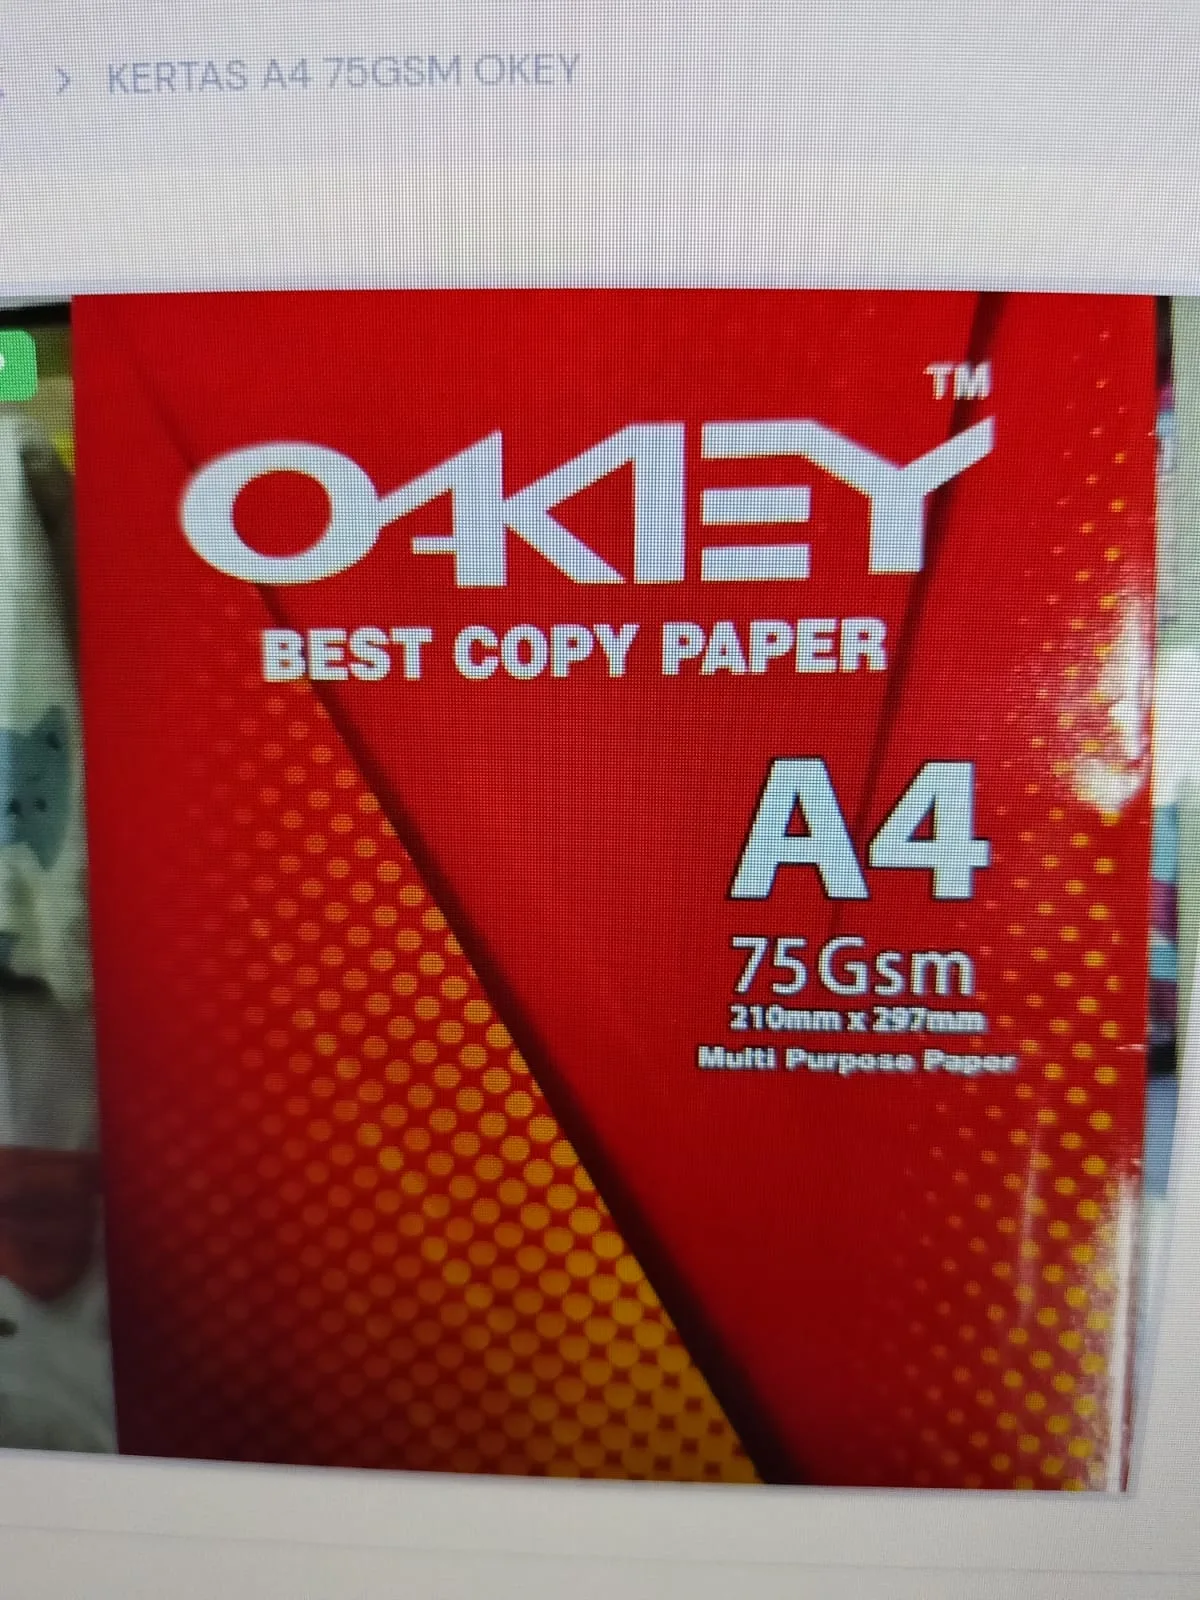 > KERTAS A4 75GSM OKEY
TM
OKEY
BEST COPY PAPER
A4
75Gsm
210mm x 297mm
Multi Purpose Paper